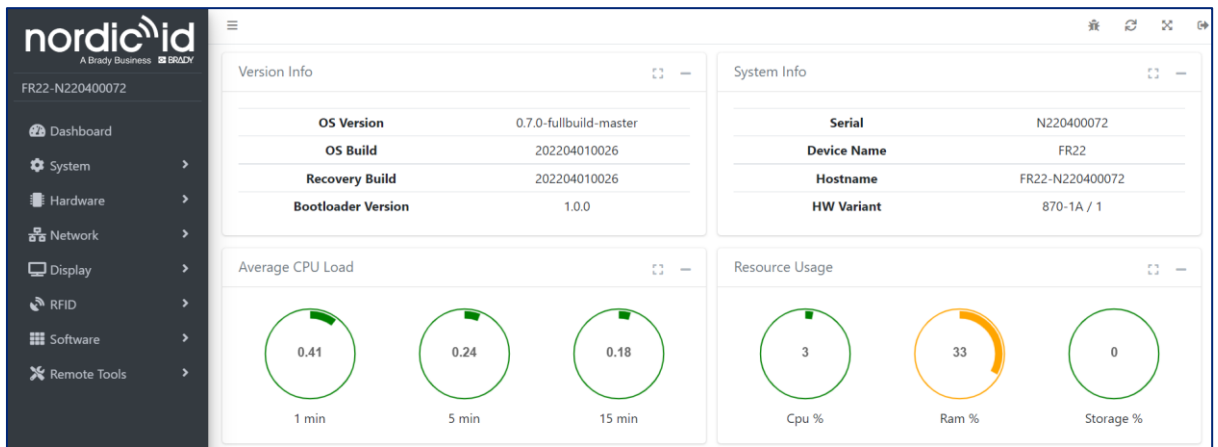 nordic id
A Brady Business BRADY
FR22-N220400072
Dashboard
System
Hardware
Network
Display
RFID
Software
Remote Tools
Version Info
OS Version 0.7.0-fullbuild-master
OS Build 202204010026
Recovery Build 202204010026
Bootloader Version 1.0.0
System Info
Serial N220400072
Device Name FR22
Hostname FR22-N220400072
HW Variant 870-1A / 1
Average CPU Load
0.41 0.24 0.18
1 min 5 min 15 min
Resource Usage
3 33 0
Cpu % Ram % Storage %